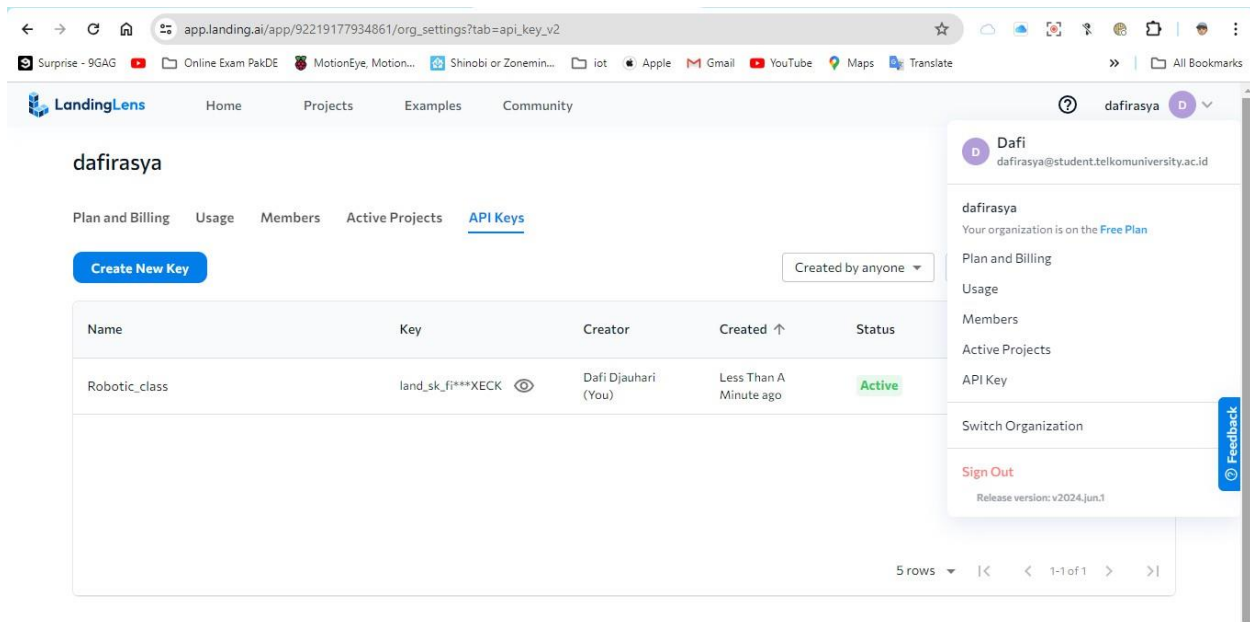 app.landing.ai/app/92219177934861/org_settings?tab=api_key_v2
Surprise - 9GAG Online Exam PakDE MotionEye, Motion... Shinobi or Zonemin... iot Apple Gmail YouTube Maps Translate » All Bookmarks
LandingLens Home Projects Examples Community dafirasya D
dafirasya
Plan and Billing Usage Members Active Projects API Keys
Create New Key Created by anyone
Name Key Creator Created ↑ Status
Robotic_class land_sk_fi***XECK Dafi Djauhari Less Than A Active
(You) Minute ago
5 rows 1-1 of 1
D Dafi
dafirasya@student.telkomuniversity.ac.id
dafirasya
Your organization is on the Free Plan
Plan and Billing
Usage
Members
Active Projects
API Key
Switch Organization
Sign Out
Release version: v2024.jun.1
Feedback